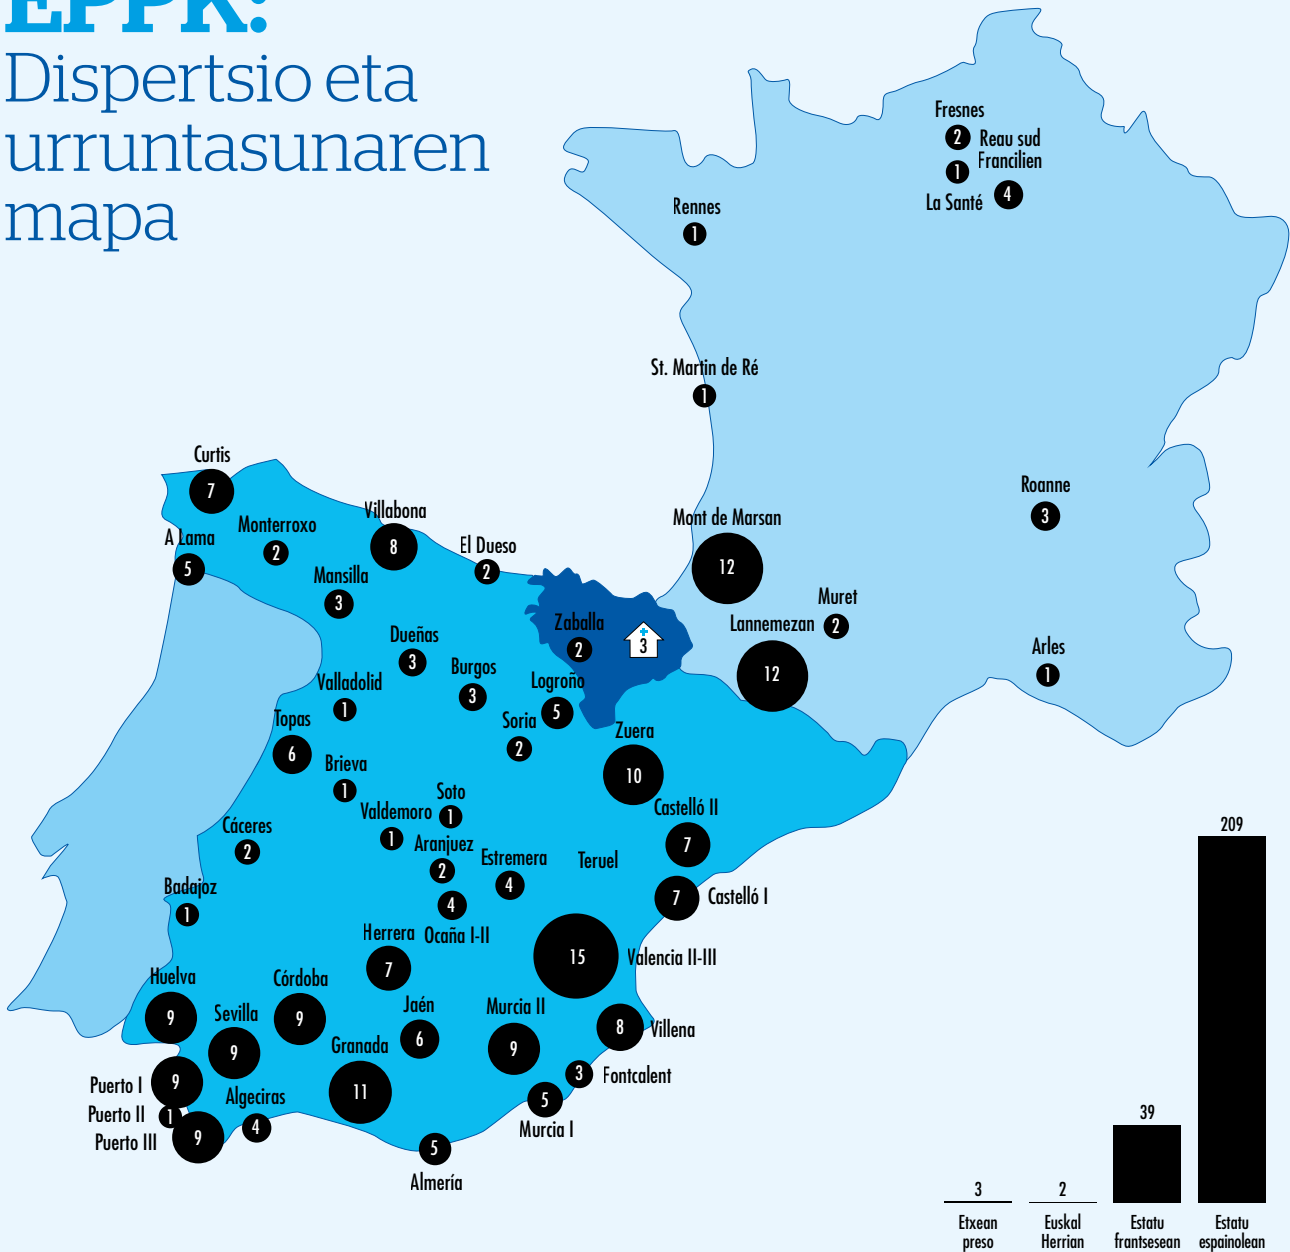 EPPK:
Dispertsio eta
urruntasunaren
mapa
Fresnes
2
Reau sud
Francilien
1
La Santé
4
Rennes
1
St. Martin de Ré
1
Curtis
7
Roanne
3
Villabona
8
Mont de Marsan
12
Monterroxo
2
A Lama
5
El Dueso
2
Mansilla
3
Muret
2
Zaballa
2
3
Lannemezan
12
Dueñas
3
Arles
1
Burgos
3
Valladolid
1
Logroño
5
Topas
6
Soria
2
Zuera
10
Brieva
1
Soto
1
Valdemoro
1
Castelló II
7
Cáceres
2
Aranjuez
2
Estremera
4
Teruel
Badajoz
1
4
Ocaña I-II
7
Castelló I
Herrera
7
15
Valencia II-III
Huelva
9
Córdoba
9
Sevilla
9
Jaén
6
Murcia II
9
8
Villena
Granada
11
Puerto I
9
3
Fontcalent
Algeciras
4
Puerto II
1
5
Murcia I
Puerto III
9
5
Almería
209
39
3
2
Etxean
preso
Euskal
Herrian
Estatu
frantsesean
Estatu
espainolean